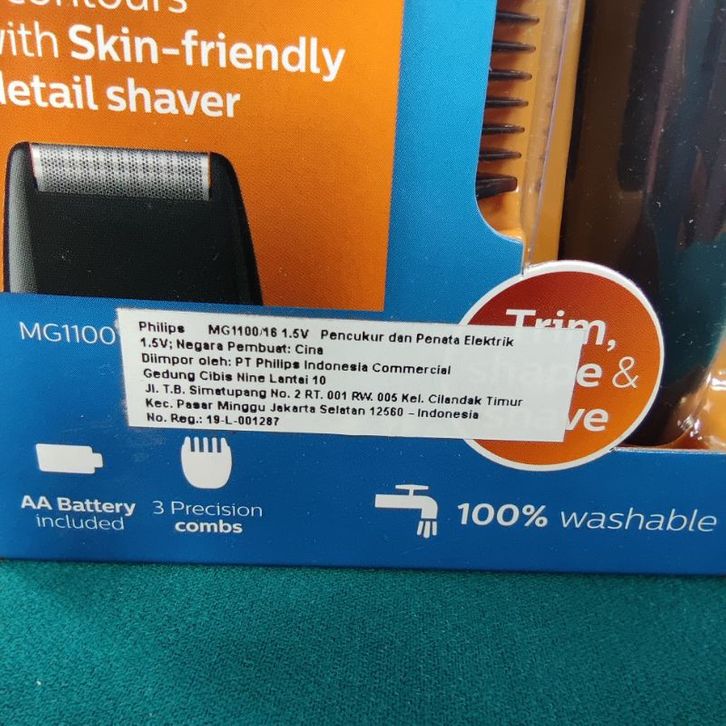 contours
with Skin-friendly
detail shaver
MG1100
Philips MG1100/16 1.5V Pencukur dan Penata Elektrik
1.5V; Negara Pembuat: Cina
Diimpor oleh: PT Philips Indonesia Commercial
Gedung Cibis Nine Lantai 10
Jl. T.B. Simatupang No. 2 RT. 001 RW. 005 Kel. Cilandak Timur
Kec. Pasar Minggu Jakarta Selatan 12560 – Indonesia
No. Reg.: 19-L-001287
Trim,
shape &
shave
AA Battery
included
3 Precision
combs
100% washable